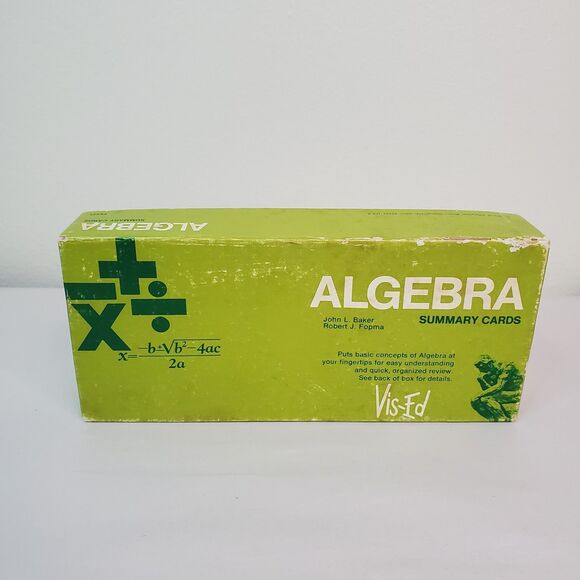 ALGEBRA
SUMMARY CARDS
ALGEBRA
SUMMARY CARDS
John L. Baker
Robert J. Fopma
x=
-b±√b²-4ac
2a
Puts basic concepts of Algebra at
your fingertips for easy understanding
and quick, organized review.
See back of box for details.
Vis-Ed